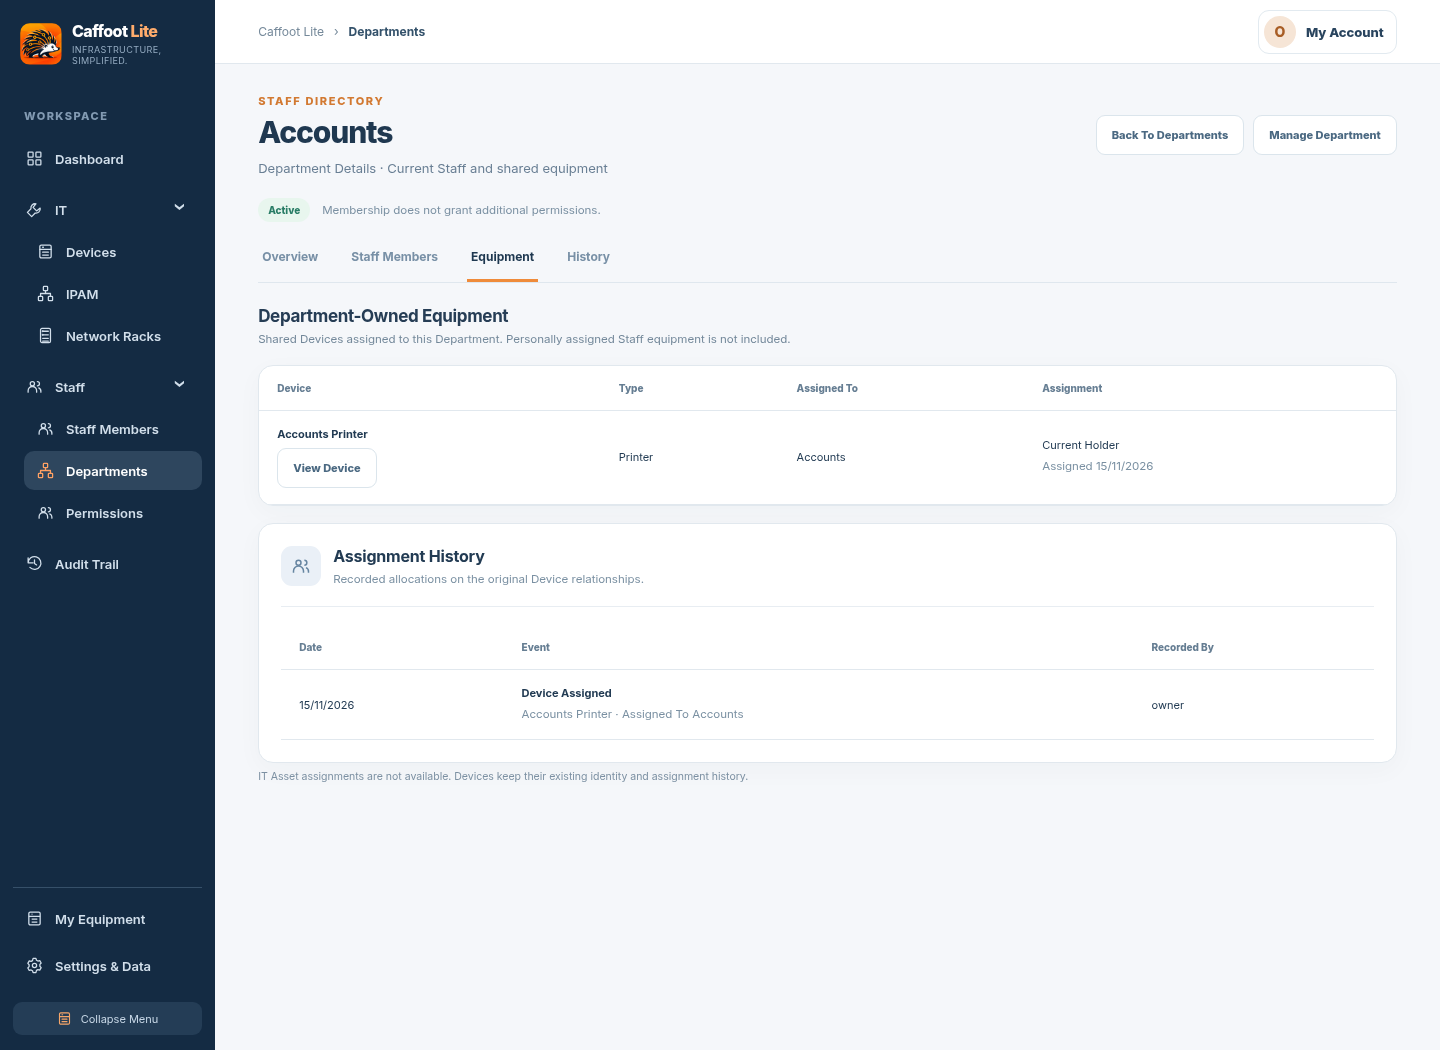 Caffoot Lite
INFRASTRUCTURE,
SIMPLIFIED.
WORKSPACE
Dashboard
IT
Devices
IPAM
Network Racks
Staff
Staff Members
Departments
Permissions
Audit Trail
My Equipment
Settings & Data
Collapse Menu
Caffoot Lite › Departments
O My Account
STAFF DIRECTORY
Accounts
Department Details · Current Staff and shared equipment
Back To Departments Manage Department
Active Membership does not grant additional permissions.
Overview Staff Members Equipment History
Department-Owned Equipment
Shared Devices assigned to this Department. Personally assigned Staff equipment is not included.
Device Type Assigned To Assignment
Accounts Printer
View Device
Printer
Accounts
Current Holder
Assigned 15/11/2026
Assignment History
Recorded allocations on the original Device relationships.
Date Event Recorded By
15/11/2026
Device Assigned
Accounts Printer · Assigned To Accounts
owner
IT Asset assignments are not available. Devices keep their existing identity and assignment history.